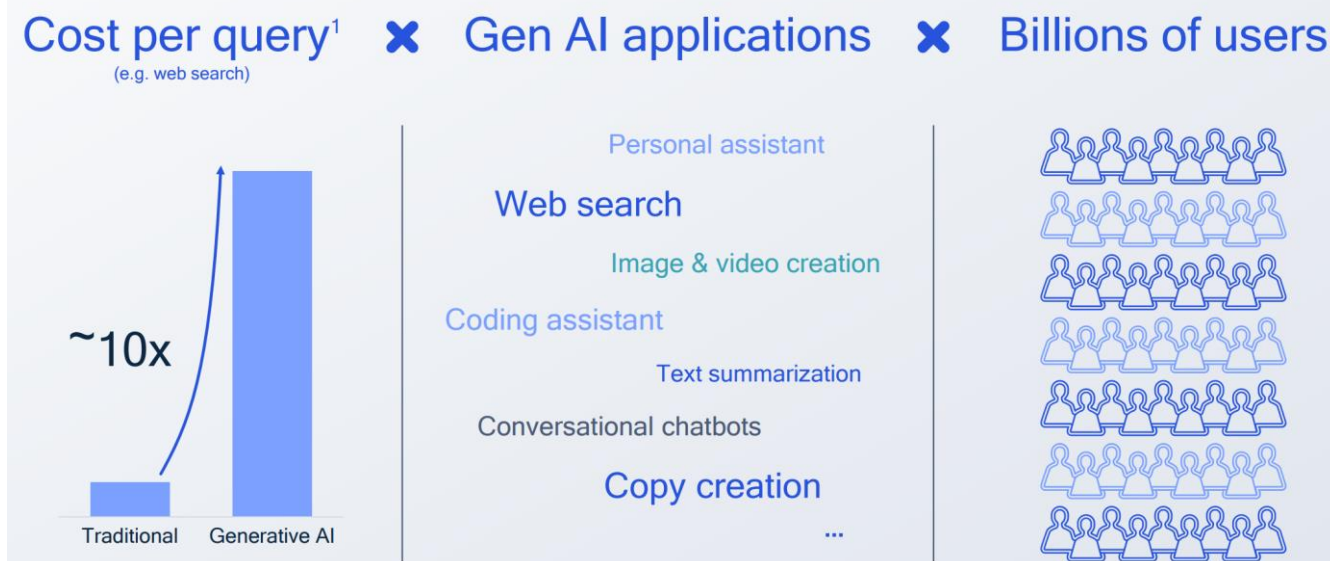 Cost per query¹ × Gen AI applications × Billions of users
(e.g. web search)
~10x
Traditional Generative AI
Personal assistant
Web search
Image & video creation
Coding assistant
Text summarization
Conversational chatbots
Copy creation
...